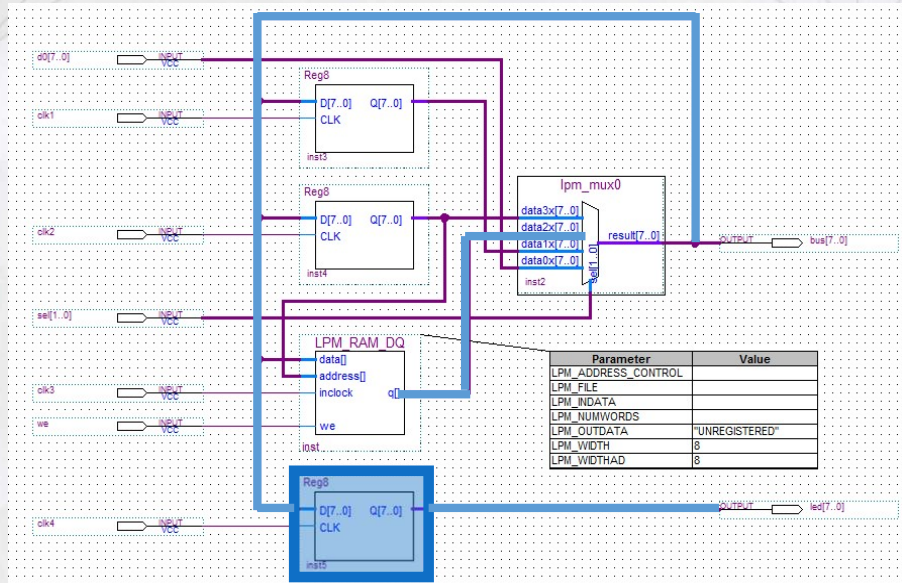 d0[7..0] INPUT VCC
Reg8
D[7..0] Q[7..0]
CLK
inst3
clk1 INPUT VCC
Reg8
D[7..0] Q[7..0]
CLK
inst4
clk2 INPUT VCC
lpm_mux0
data3x[7..0]
data2x[7..0]
data1x[7..0]
data0x[7..0]
result[7..0]
sel[1..0]
inst2
OUTPUT bus[7..0]
sel[1..0] INPUT VCC
LPM_RAM_DQ
data[]
address[]
inclock q[]
we
inst
clk3 INPUT VCC
we INPUT VCC
Parameter Value
LPM_ADDRESS_CONTROL
LPM_FILE
LPM_INDATA
LPM_NUMWORDS
LPM_OUTDATA "UNREGISTERED"
LPM_WIDTH 8
LPM_WIDTHAD 8
Reg8
D[7..0] Q[7..0]
CLK
inst5
clk4 INPUT VCC
OUTPUT led[7..0]